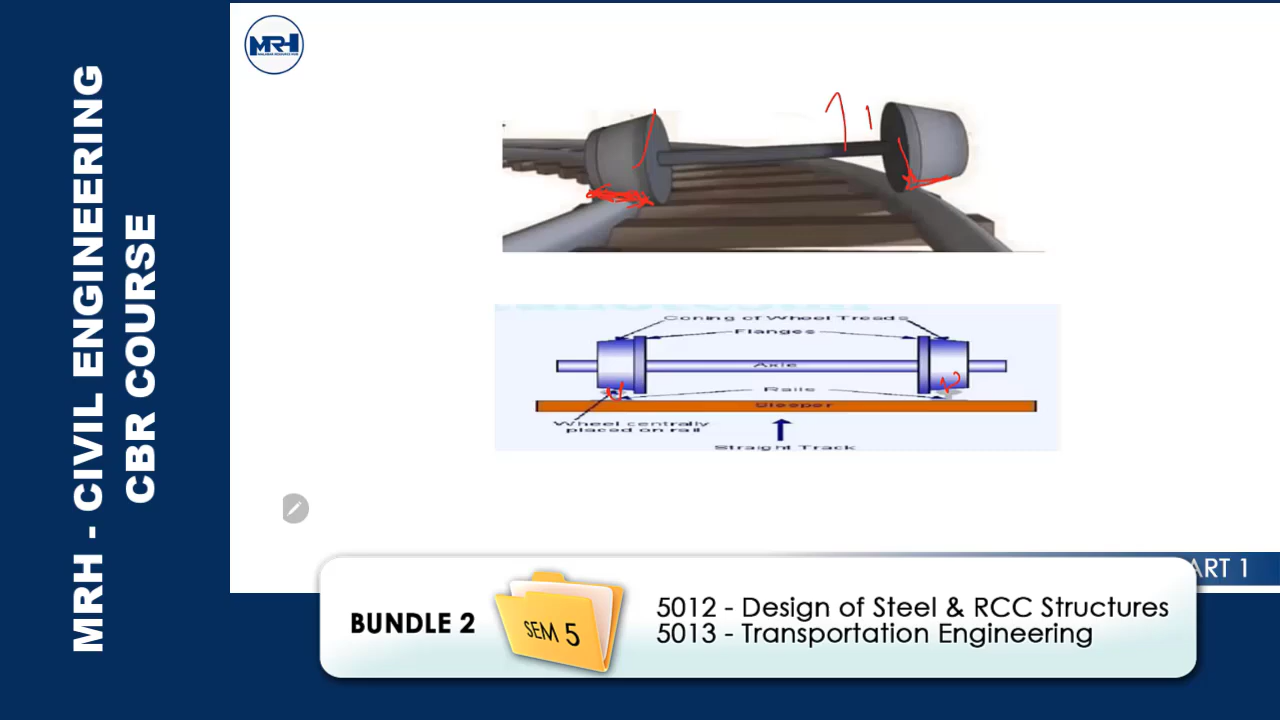 MRH - CIVIL ENGINEERING
CBR COURSE
MRH
Coning of Wheel Treads
Flanges
Axle
Rails
Sleeper
Wheel centrally
placed on rail
Straight Track
ART 1
BUNDLE 2
SEM 5
5012 - Design of Steel & RCC Structures
5013 - Transportation Engineering